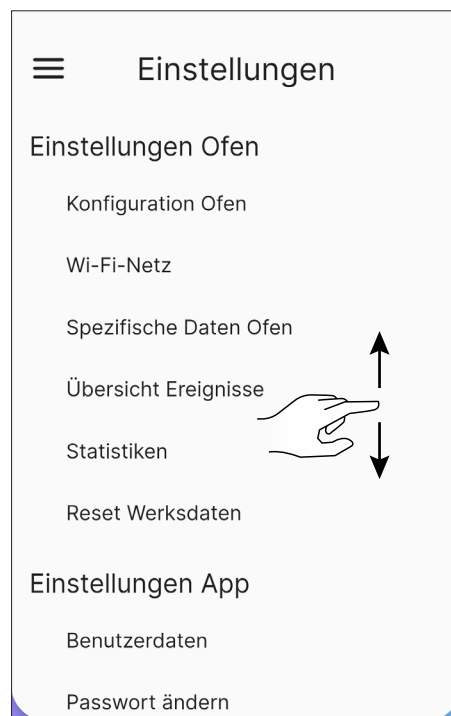 Einstellungen
Einstellungen Ofen
Konfiguration Ofen
Wi-Fi-Netz
Spezifische Daten Ofen
Übersicht Ereignisse
Statistiken
Reset Werksdaten
Einstellungen App
Benutzerdaten
Passwort ändern